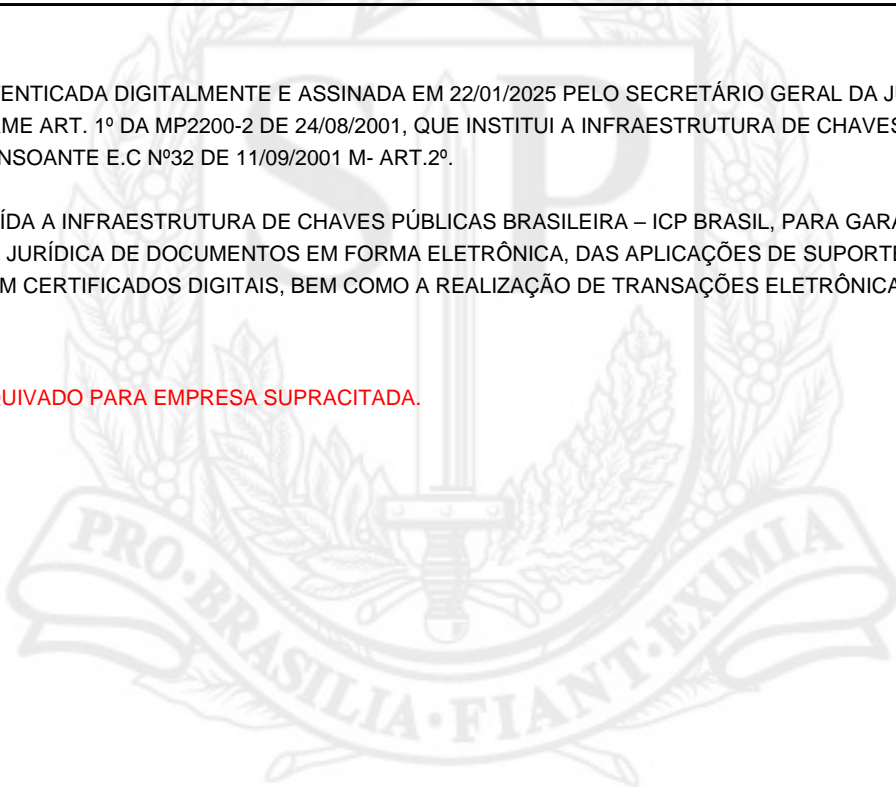 ENTICADA DIGITALMENTE E ASSINADA EM 22/01/2025 PELO SECRETÁRIO GERAL DA J
ME ART. 1º DA MP2200-2 DE 24/08/2001, QUE INSTITUI A INFRAESTRUTURA DE CHAVES
NSOANTE E.C Nº32 DE 11/09/2001 M- ART.2º.
ÍDA A INFRAESTRUTURA DE CHAVES PÚBLICAS BRASILEIRA – ICP BRASIL, PARA GARA
JURÍDICA DE DOCUMENTOS EM FORMA ELETRÔNICA, DAS APLICAÇÕES DE SUPORTE
M CERTIFICADOS DIGITAIS, BEM COMO A REALIZAÇÃO DE TRANSAÇÕES ELETRÔNICA
UIVADO PARA EMPRESA SUPRACITADA.
SP
PRO·BRASILIA·FIANT·EXIMIA